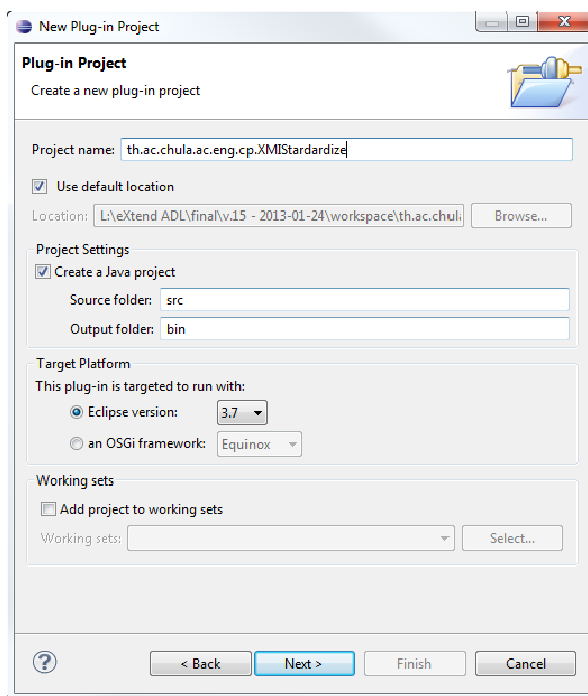 New Plug-in Project
Plug-in Project
Create a new plug-in project
Project name: th.ac.chula.ac.eng.cp.XMIStardardize
Use default location
Location: L:\eXtend ADL\final\v.15 - 2013-01-24\workspace\th.ac.chula Browse...
Project Settings
Create a Java project
Source folder: src
Output folder: bin
Target Platform
This plug-in is targeted to run with:
Eclipse version: 3.7
an OSGi framework: Equinox
Working sets
Add project to working sets
Working sets: Select...
? < Back Next > Finish Cancel